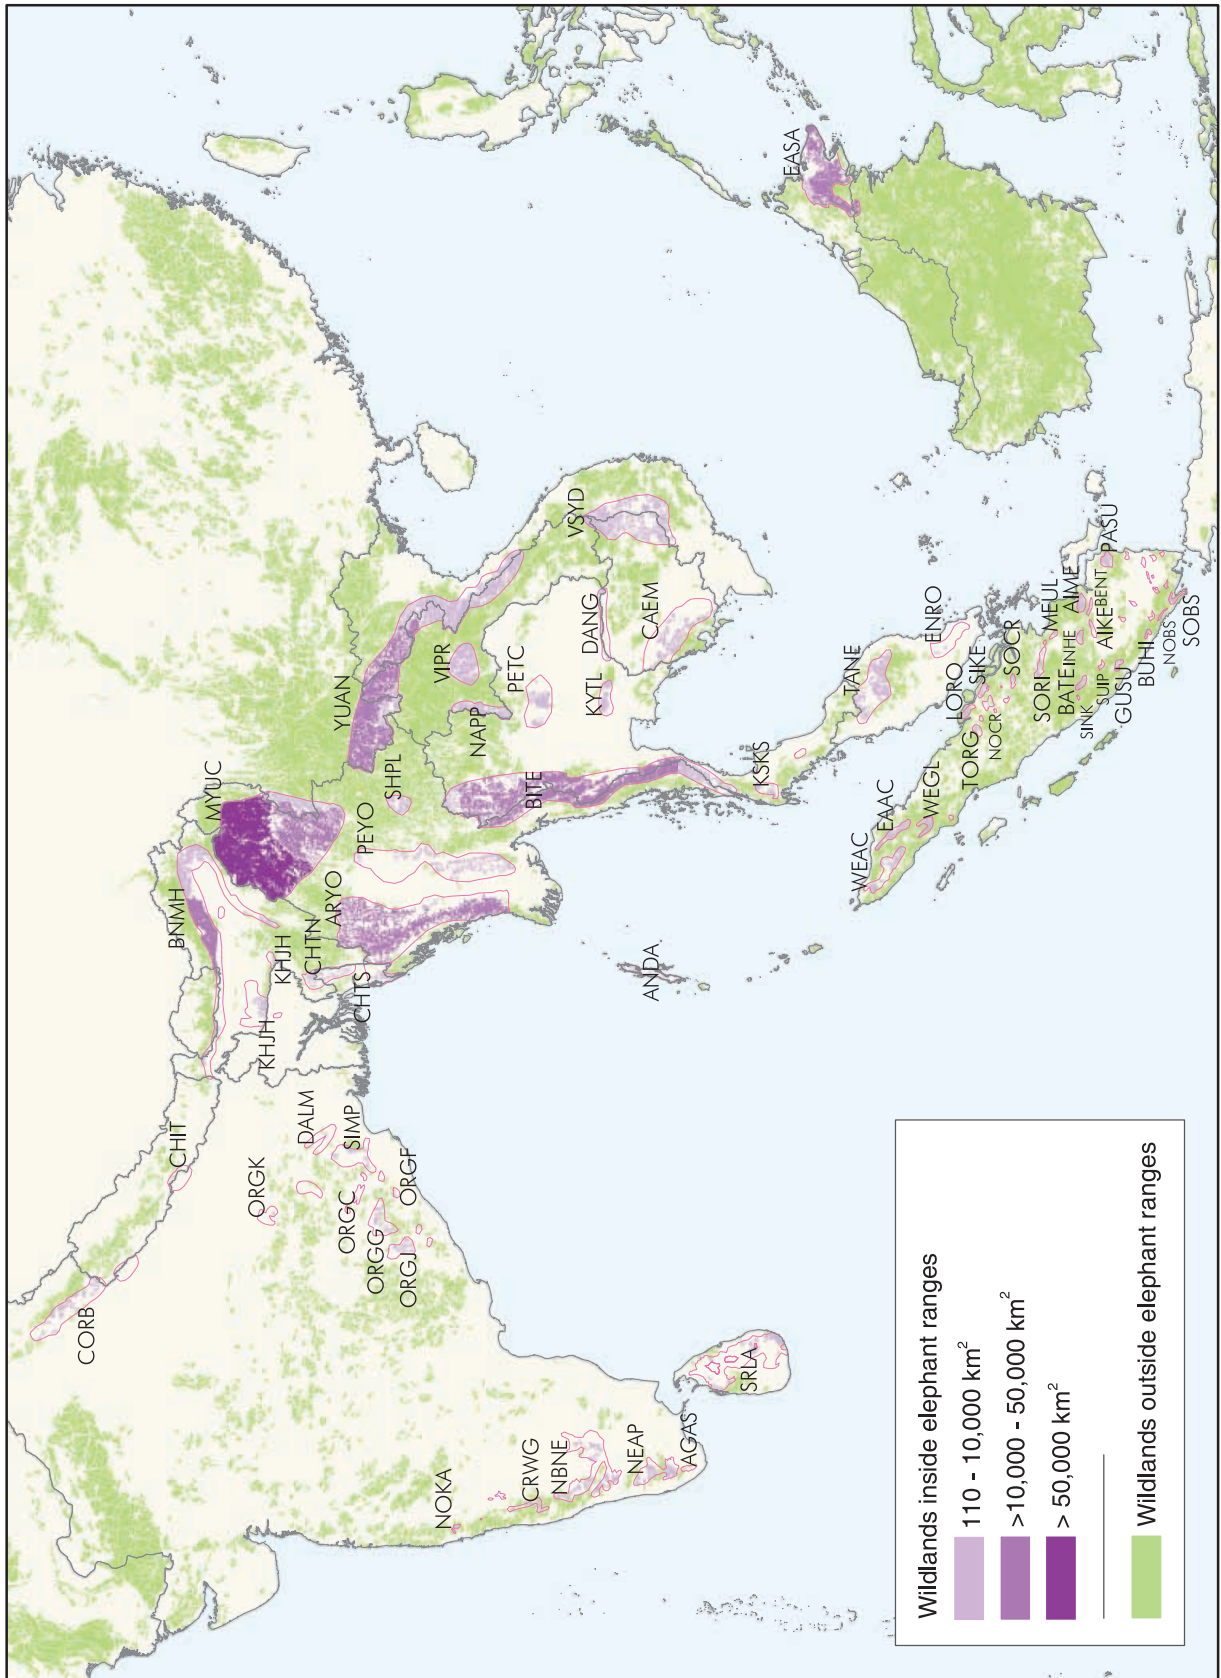 CORB
CHIT
BNMH
MYUC
KHJH
KHJH
CHTN
CHTS
ARYO
PEYO
SHPL
YUAN
NAPP
VIPR
PETC
BITE
KYTL
DANG
CAEM
VSYD
KSKS
TANE
ENRO
EASA
ANDA
ORGK
DALM
SIMP
ORGC
ORGF
ORGG
ORGJ
NOKA
CRWG
NBNE
NEAP
AGAS
SRLA
WEAC
EAAC
WEGL
TORG
LORO
NOCR
SIKE
SOCR
SORI
MEUL
BATE
INHE
AIME
SINK
SUIP
AIKE
BENT
PASU
GUSU
BUHI
NOBS
SOBS
Wildlands inside elephant ranges
110 - 10,000 km²
>10,000 - 50,000 km²
> 50,000 km²
Wildlands outside elephant ranges